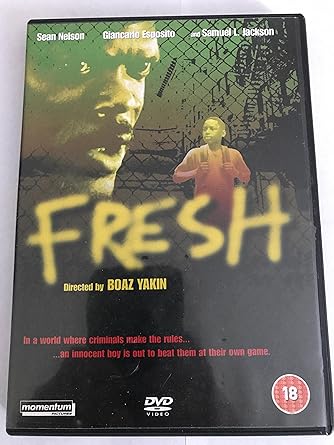 Sean Nelson Giancarlo Esposito and Samuel L. Jackson
FRESH
Directed by BOAZ YAKIN
In a world where criminals make the rules...
...an innocent boy is out to beat them at their own game.
momentum
PICTURES
DVD
VIDEO
18